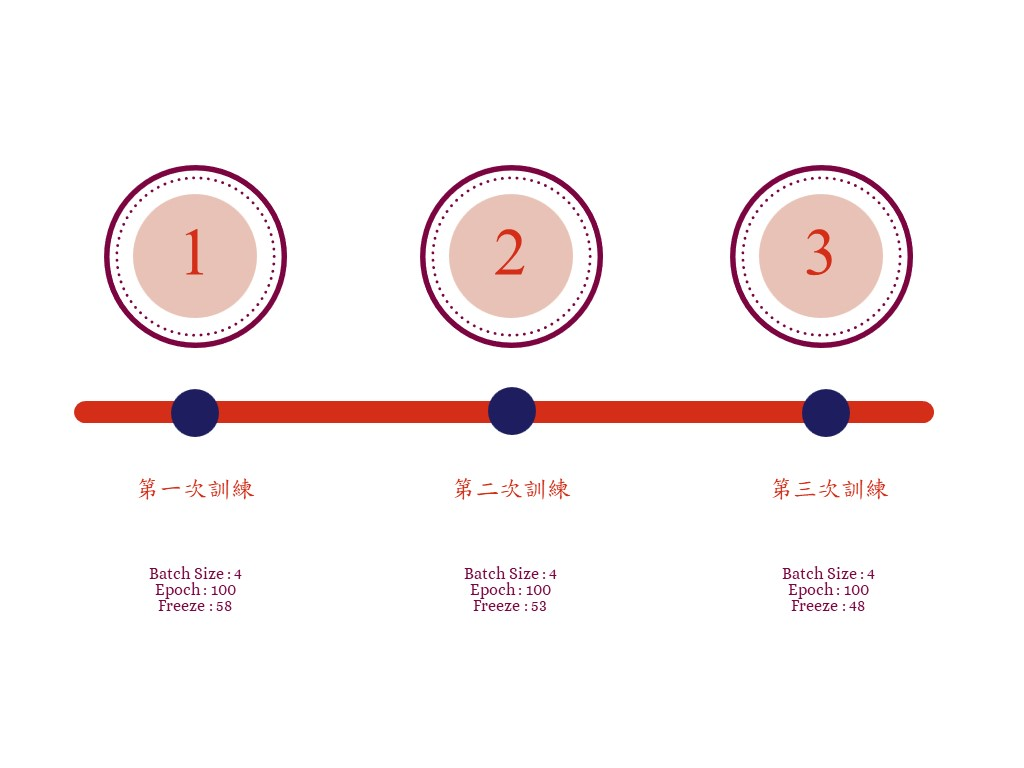 1
2
3
第一次訓練
第二次訓練
第三次訓練
Batch Size : 4
Epoch : 100
Freeze : 58
Batch Size : 4
Epoch : 100
Freeze : 53
Batch Size : 4
Epoch : 100
Freeze : 48